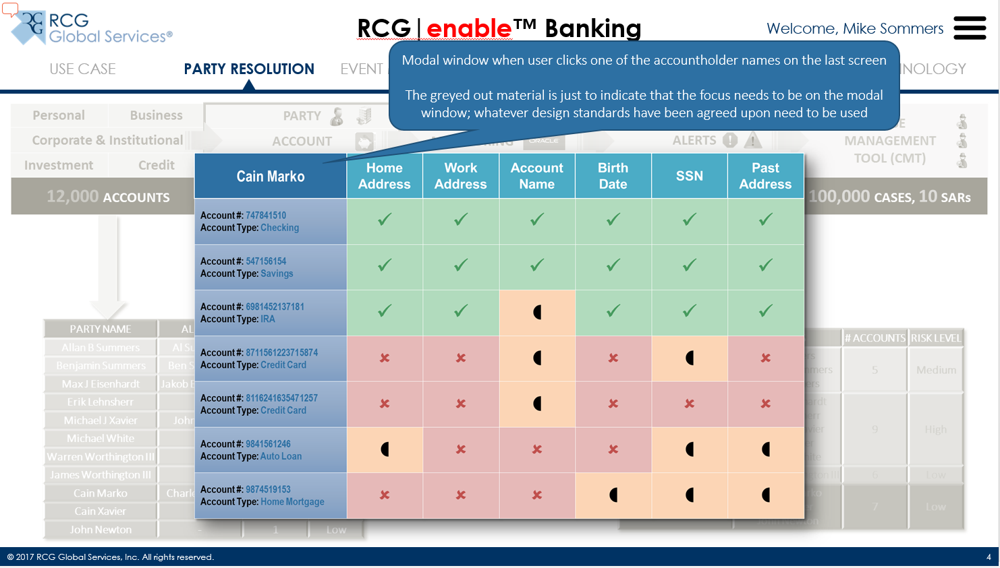 RCG
Global Services®
RCG|enable™ Banking
Welcome, Mike Sommers
USE CASE
PARTY RESOLUTION
EVENT
NOLOGY
Modal window when user clicks one of the accountholder names on the last screen
The greyed out material is just to indicate that the focus needs to be on the modal
window; whatever design standards have been agreed upon need to be used
Personal
Business
Corporate & Institutional
Investment
Credit
PARTY
ACCOUNT
ORACLE
ALERTS
MANAGEMENT
TOOL (CMT)
12,000 ACCOUNTS
100,000 CASES, 10 SARs
Cain Marko
Home Address
Work Address
Account Name
Birth Date
SSN
Past Address
Account #: 747841510
Account Type: Checking
✓ ✓ ✓ ✓ ✓ ✓
Account #: 547156154
Account Type: Savings
✓ ✓ ✓ ✓ ✓ ✓
Account #: 6981452137181
Account Type: IRA
✓ ✓ ◖ ✓ ✓ ✓
Account #: 8711561223715874
Account Type: Credit Card
✘ ✘ ◖ ✘ ◖ ✘
Account #: 8116241635471257
Account Type: Credit Card
✘ ✘ ◖ ✘ ✘ ✘
Account #: 9841561246
Account Type: Auto Loan
◖ ✘ ✘ ✘ ◖ ◖
Account #: 9874519153
Account Type: Home Mortgage
✘ ✘ ✘ ◖ ◖ ◖
PARTY NAME AL
Allan B Summers Al Su
Benjamin Summers Ben S
Max J Eisenhardt Jakob E
Erik Lehnsherr
Michael J Xavier John
Michael White
Warren Worthington III
James Worthington III
Cain Marko Charl
Cain Xavier
John Newton - 1 Low
# ACCOUNTS RISK LEVEL
5 Medium
9 High
6 Low
7 Low
John Newton
© 2017 RCG Global Services, Inc. All rights reserved.
4